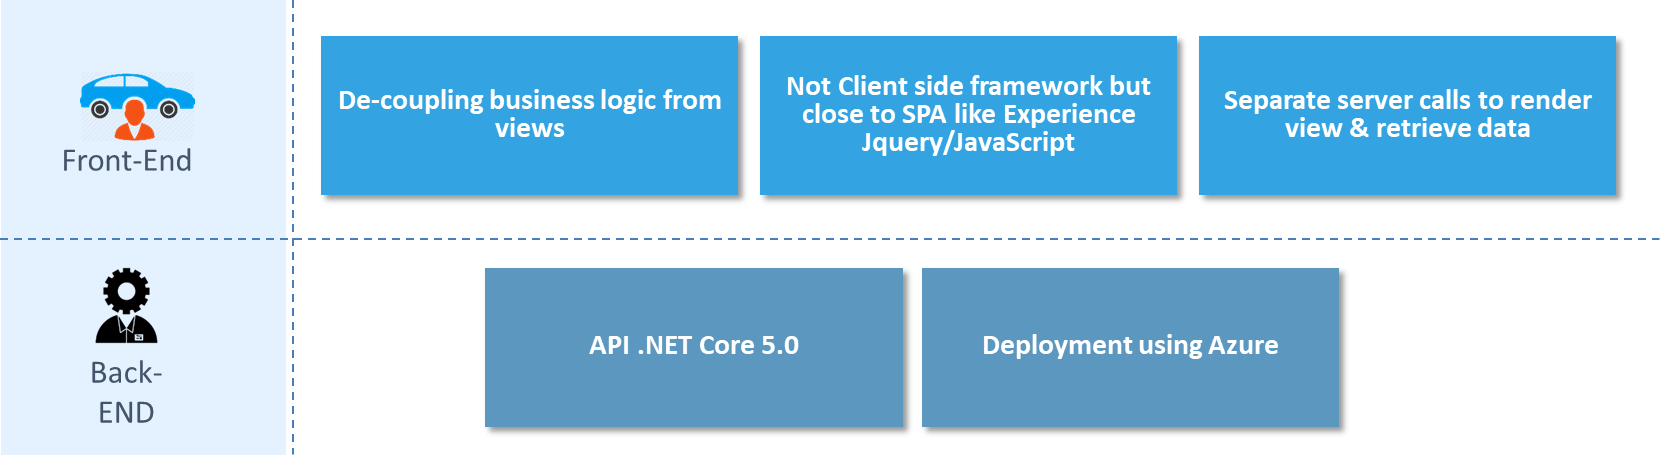 Front-End
De-coupling business logic from
views
Not Client side framework but
close to SPA like Experience
Jquery/JavaScript
Separate server calls to render
view & retrieve data
Back-
END
API .NET Core 5.0
Deployment using Azure